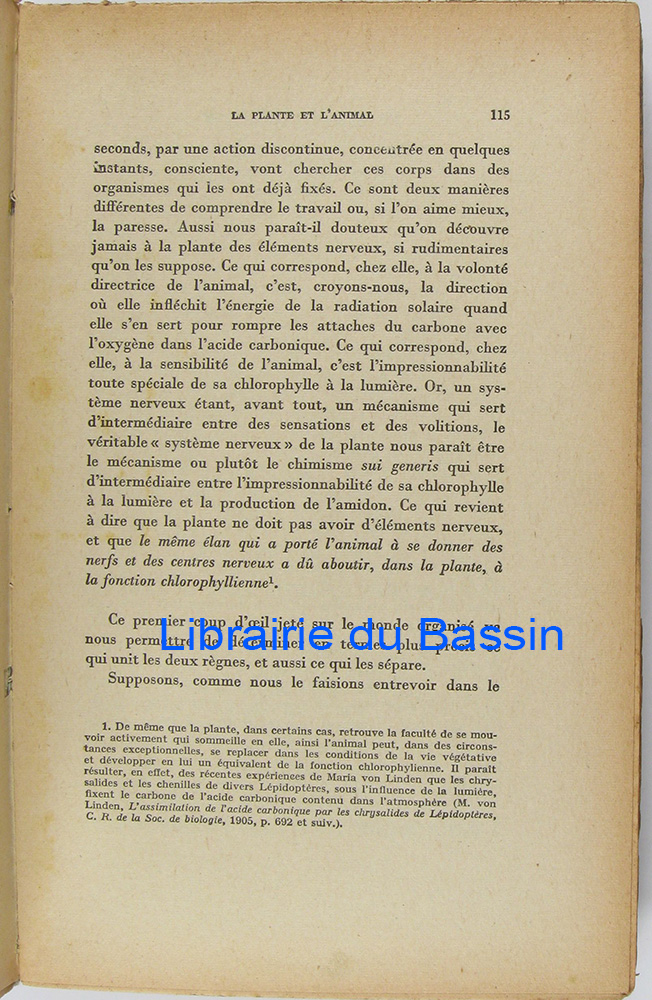 LA PLANTE ET L'ANIMAL 115
seconds, par une action discontinue, concentrée en quelques
instants, consciente, vont chercher ces corps dans des
organismes qui les ont déjà fixés. Ce sont deux manières
différentes de comprendre le travail ou, si l'on aime mieux,
la paresse. Aussi nous paraît-il douteux qu'on découvre
jamais à la plante des éléments nerveux, si rudimentaires
qu'on les suppose. Ce qui correspond, chez elle, à la volonté
directrice de l'animal, c'est, croyons-nous, la direction
où elle infléchit l'énergie de la radiation solaire quand
elle s'en sert pour rompre les attaches du carbone avec
l'oxygène dans l'acide carbonique. Ce qui correspond, chez
elle, à la sensibilité de l'animal, c'est l'impressionnabilité
toute spéciale de sa chlorophylle à la lumière. Or, un sys-
tème nerveux étant, avant tout, un mécanisme qui sert
d'intermédiaire entre des sensations et des volitions, le
véritable « système nerveux » de la plante nous paraît être
le mécanisme ou plutôt le chimisme sui generis qui sert
d'intermédiaire entre l'impressionnabilité de sa chlorophylle
à la lumière et la production de l'amidon. Ce qui revient
à dire que la plante ne doit pas avoir d'éléments nerveux,
et que le même élan qui a porté l'animal à se donner des
nerfs et des centres nerveux a dû aboutir, dans la plante, à
la fonction chlorophyllienne¹.
Ce premier coup d'œil jeté sur le monde organisé va
Librairie du Bassin
nous permettre de déterminer en termes plus précis ce
qui unit les deux règnes, et aussi ce qui les sépare.
Supposons, comme nous le faisions entrevoir dans le
1. De même que la plante, dans certains cas, retrouve la faculté de se mou-
voir activement qui sommeille en elle, ainsi l'animal peut, dans des circons-
tances exceptionnelles, se replacer dans les conditions de la vie végétative
et développer en lui un équivalent de la fonction chlorophyllienne. Il paraît
résulter, en effet, des récentes expériences de Maria von Linden que les chry-
salides et les chenilles de divers Lépidoptères, sous l'influence de la lumière,
fixent le carbone de l'acide carbonique contenu dans l'atmosphère (M. von
Linden, L'assimilation de l'acide carbonique par les chrysalides de Lépidoptères,
C. R. de la Soc. de biologie, 1905, p. 692 et suiv.).